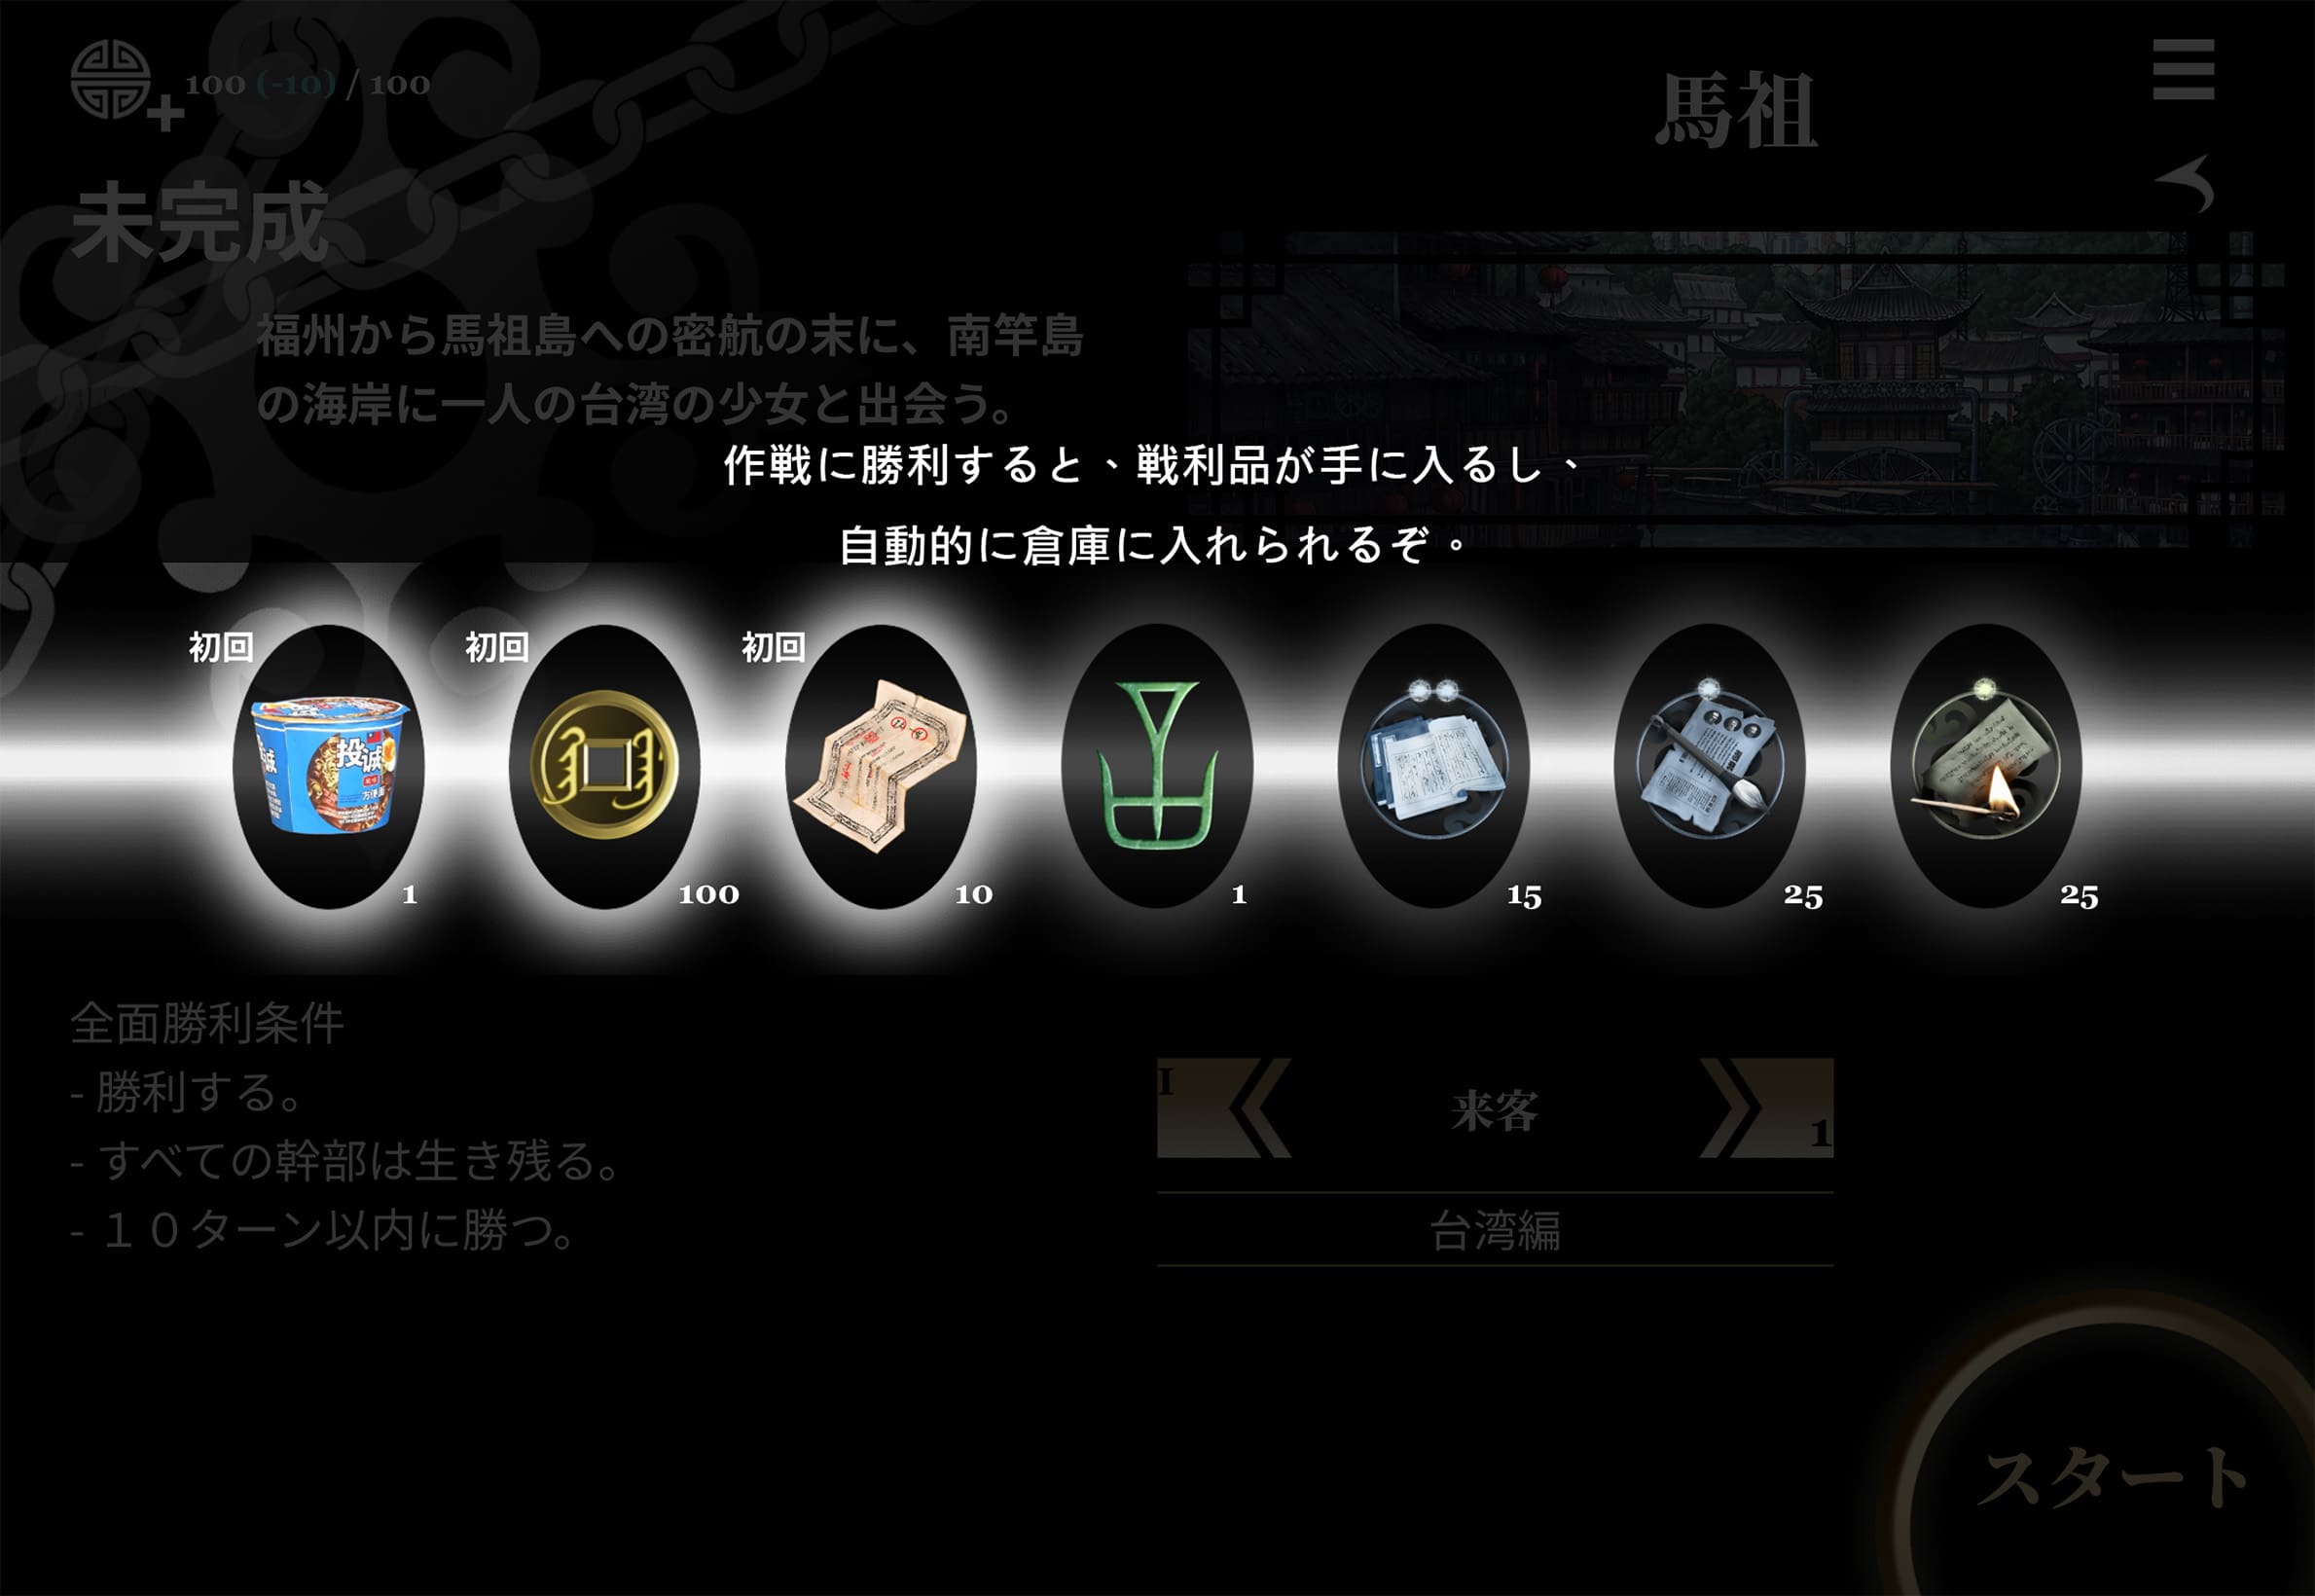 100 (-10) / 100
馬祖
未完成
福州から馬祖島への密航の末に、南竿島
の海岸に一人の台湾の少女と出会う。
作戦に勝利すると、戦利品が手に入るし、
自動的に倉庫に入れられるぞ。
初回
初回
初回
投诚
方便面
1
100
10
1
15
25
25
全面勝利条件
- 勝利する。
- すべての幹部は生き残る。
- １０ターン以内に勝つ。
I
来客
1
台湾編
スタート